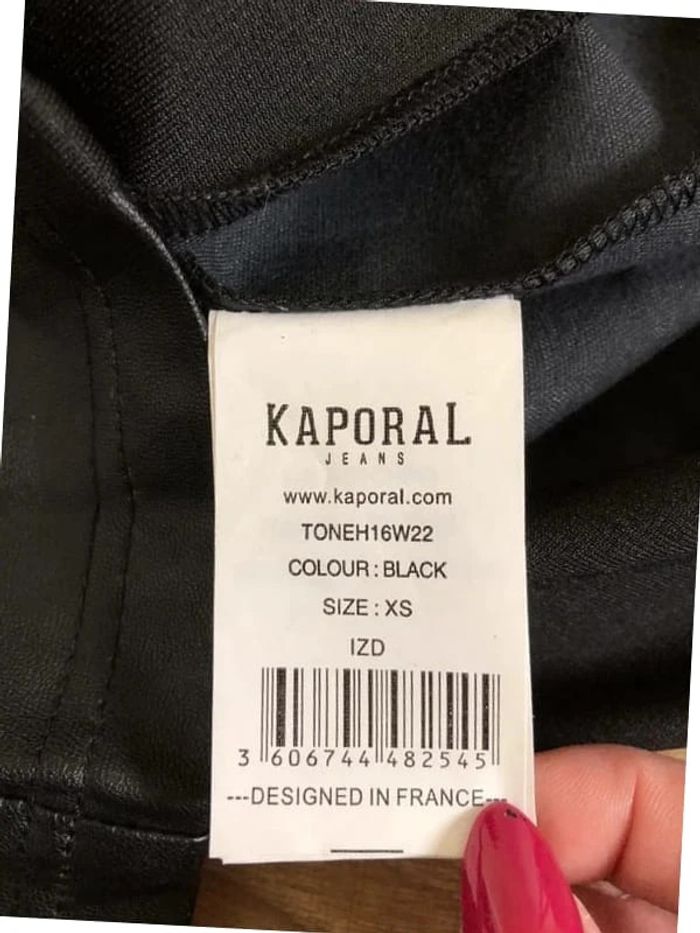 KAPORAL
JEANS
www.kaporal.com
TONEH16W22
COLOUR : BLACK
SIZE : XS
IZD
3 606744 482545
---DESIGNED IN FRANCE---